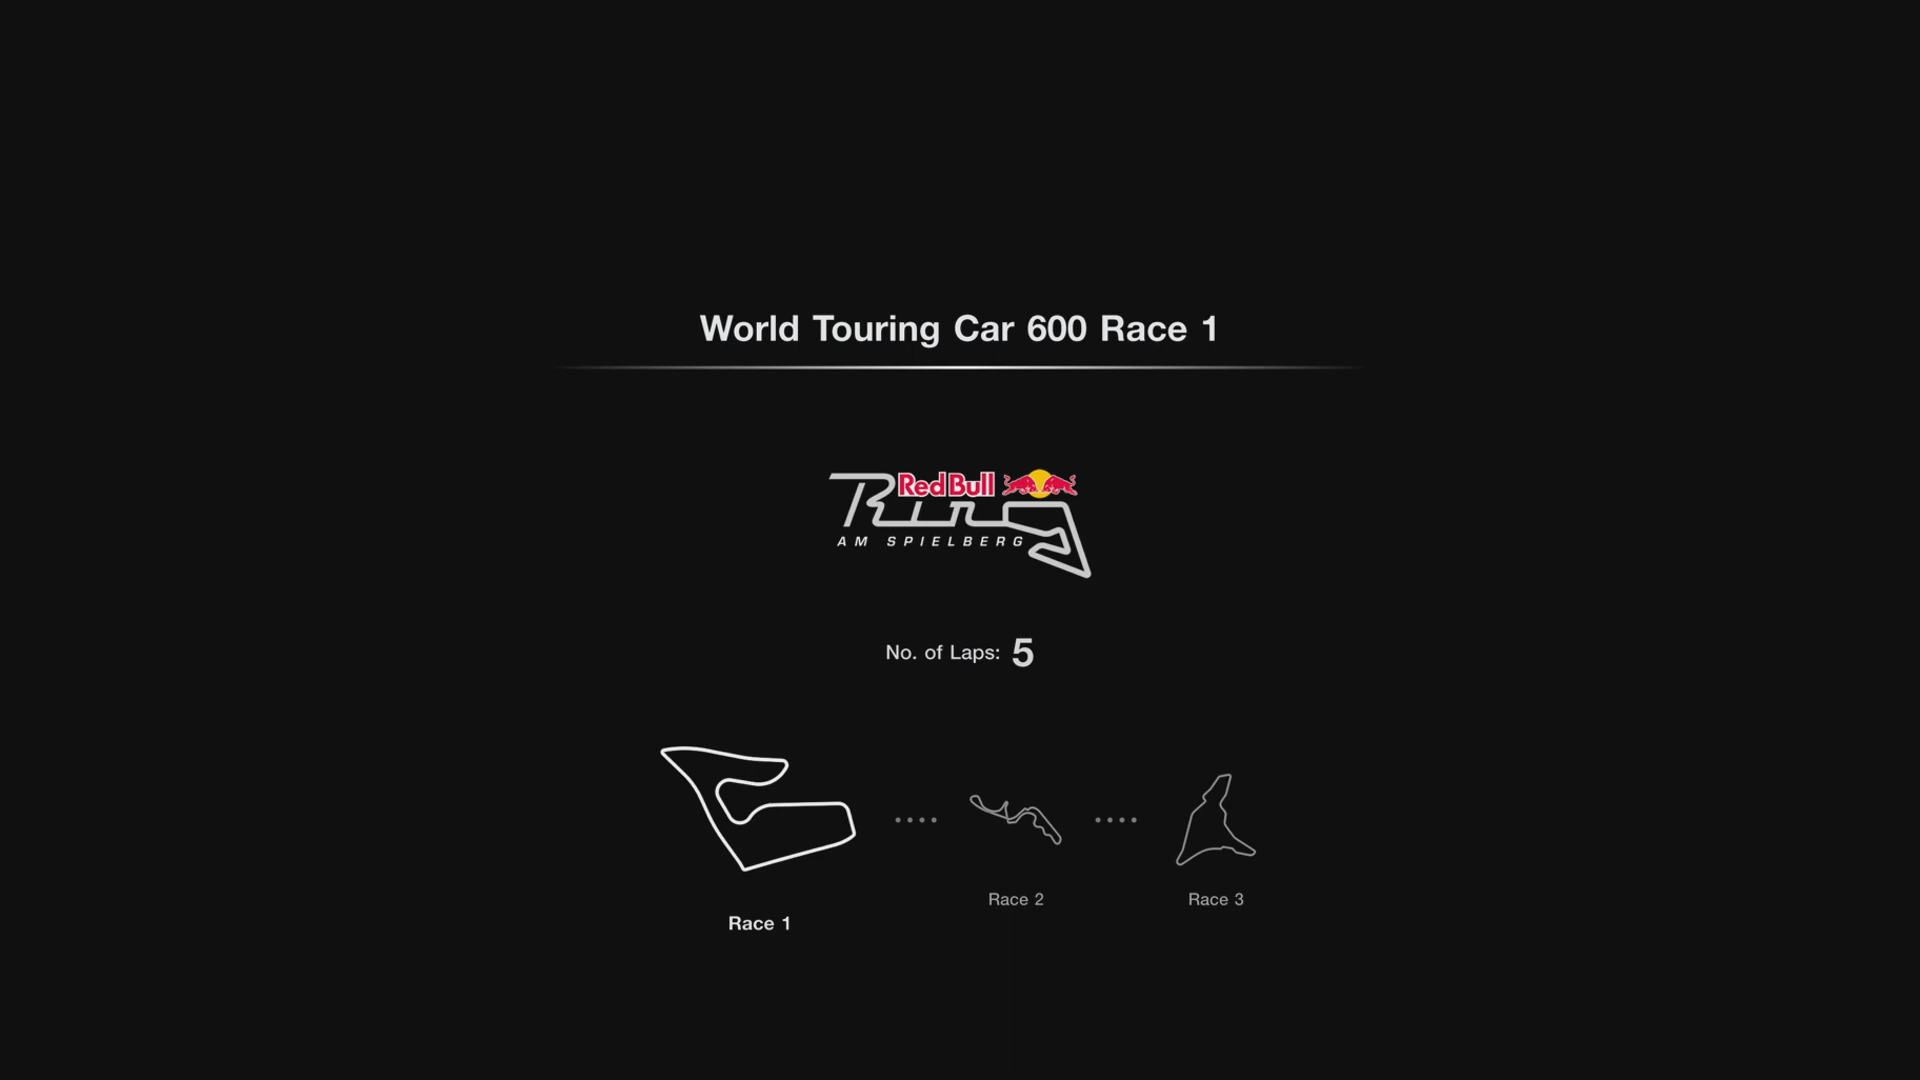 World Touring Car 600 Race 1
Red Bull
Ring
AM SPIELBERG
No. of Laps: 5
Race 1
Race 2
Race 3